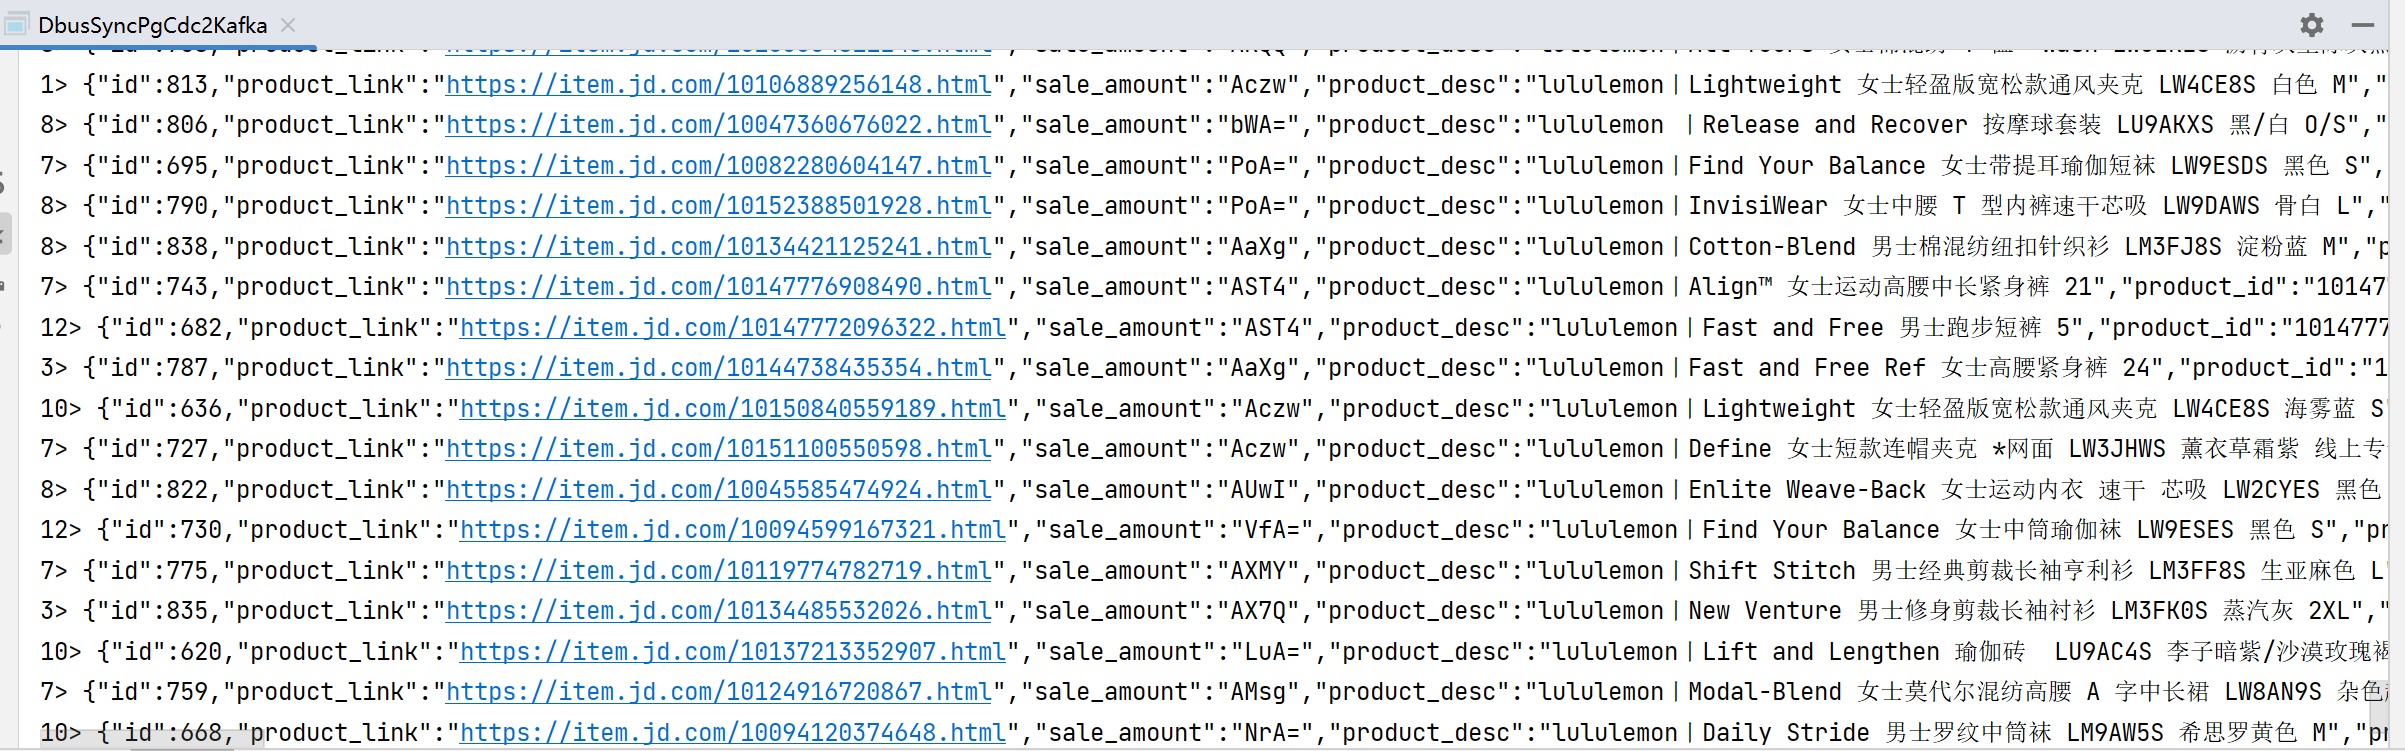 DbusSyncPgCdc2Kafka
1> {"id":813,"product_link":"https://item.jd.com/10106889256148.html","sale_amount":"Aczw","product_desc":"lululemon丨Lightweight 女士轻盈版宽松款通风夹克 LW4CE8S 白色 M","
8> {"id":806,"product_link":"https://item.jd.com/10047360676022.html","sale_amount":"bWA=","product_desc":"lululemon 丨Release and Recover 按摩球套装 LU9AKXS 黑/白 O/S","
7> {"id":695,"product_link":"https://item.jd.com/10082280604147.html","sale_amount":"PoA=","product_desc":"lululemon丨Find Your Balance 女士带提耳瑜伽短袜 LW9ESDS 黑色 S",
8> {"id":790,"product_link":"https://item.jd.com/10152388501928.html","sale_amount":"PoA=","product_desc":"lululemon丨InvisiWear 女士中腰 T 型内裤速干芯吸 LW9DAWS 骨白 L","
8> {"id":838,"product_link":"https://item.jd.com/10134421125241.html","sale_amount":"AaXg","product_desc":"lululemon丨Cotton-Blend 男士棉混纺纽扣针织衫 LM3FJ8S 淀粉蓝 M","p
7> {"id":743,"product_link":"https://item.jd.com/10147776908490.html","sale_amount":"AST4","product_desc":"lululemon丨Align™ 女士运动高腰中长紧身裤 21","product_id":"10147
12> {"id":682,"product_link":"https://item.jd.com/10147772096322.html","sale_amount":"AST4","product_desc":"lululemon丨Fast and Free 男士跑步短裤 5","product_id":"1014777
3> {"id":787,"product_link":"https://item.jd.com/10144738435354.html","sale_amount":"AaXg","product_desc":"lululemon丨Fast and Free Ref 女士高腰紧身裤 24","product_id":"1
10> {"id":636,"product_link":"https://item.jd.com/10150840559189.html","sale_amount":"Aczw","product_desc":"lululemon丨Lightweight 女士轻盈版宽松款通风夹克 LW4CE8S 海雾蓝 S"
7> {"id":727,"product_link":"https://item.jd.com/10151100550598.html","sale_amount":"Aczw","product_desc":"lululemon丨Define 女士短款连帽夹克 *网面 LW3JHWS 薰衣草霜紫 线上专
8> {"id":822,"product_link":"https://item.jd.com/10045585474924.html","sale_amount":"AUwI","product_desc":"lululemon丨Enlite Weave-Back 女士运动内衣 速干 芯吸 LW2CYES 黑色
12> {"id":730,"product_link":"https://item.jd.com/10094599167321.html","sale_amount":"VfA=","product_desc":"lululemon丨Find Your Balance 女士中筒瑜伽袜 LW9ESES 黑色 S","pr
7> {"id":775,"product_link":"https://item.jd.com/10119774782719.html","sale_amount":"AXMY","product_desc":"lululemon丨Shift Stitch 男士经典剪裁长袖亨利衫 LM3FF8S 生亚麻色 L"
3> {"id":835,"product_link":"https://item.jd.com/10134485532026.html","sale_amount":"AX7Q","product_desc":"lululemon丨New Venture 男士修身剪裁长袖衬衫 LM3FK0S 蒸汽灰 2XL","
10> {"id":620,"product_link":"https://item.jd.com/10137213352907.html","sale_amount":"LuA=","product_desc":"lululemon丨Lift and Lengthen 瑜伽砖  LU9AC4S 李子暗紫/沙漠玫瑰褐
7> {"id":759,"product_link":"https://item.jd.com/10124916720867.html","sale_amount":"AMsg","product_desc":"lululemon丨Modal-Blend 女士莫代尔混纺高腰 A 字中长裙 LW8AN9S 杂色
10> {"id":668,"product_link":"https://item.jd.com/10094120374648.html","sale_amount":"NrA=","product_desc":"lululemon丨Daily Stride 男士罗纹中筒袜 LM9AW5S 希思罗黄色 M","pr